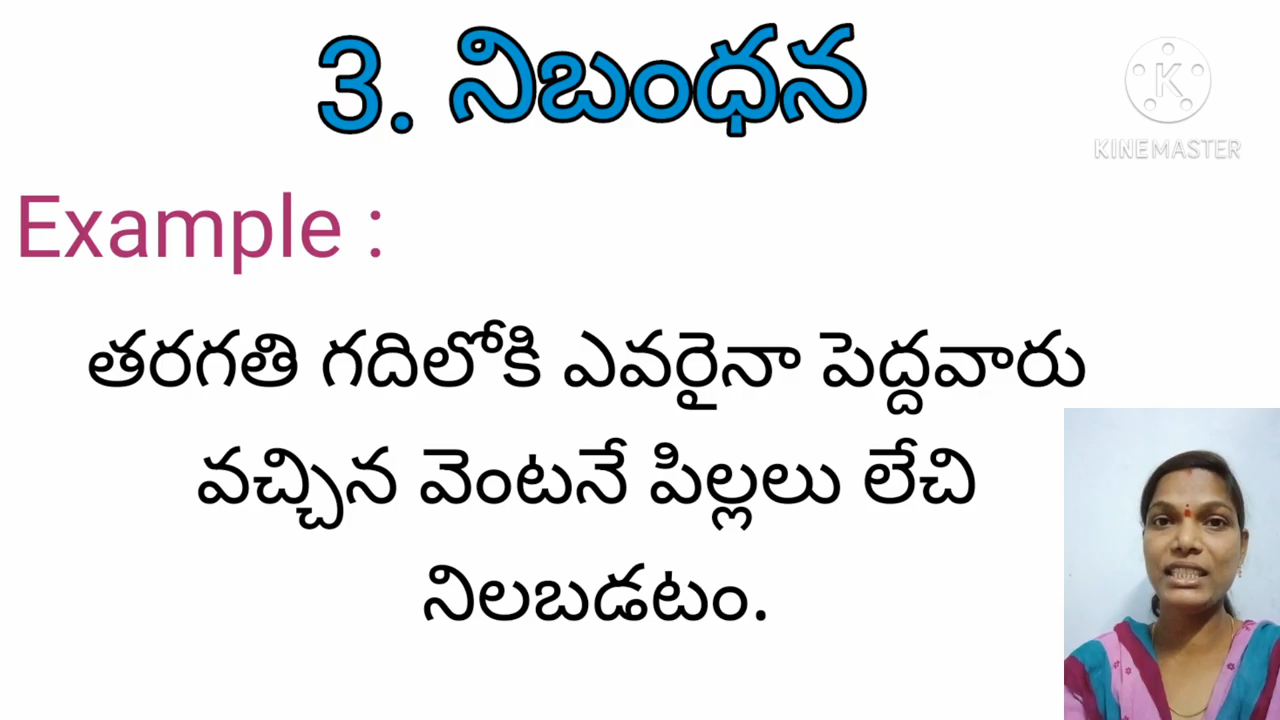 3. నిబంధన
K
KINEMASTER
Example :
తరగతి గదిలోకి ఎవరైనా పెద్దవారు
వచ్చిన వెంటనే పిల్లలు లేచి
నిలబడటం.